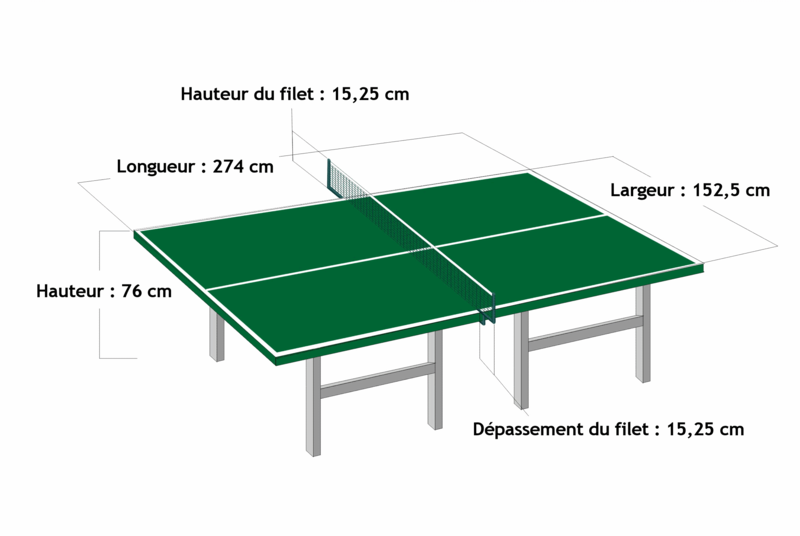 Hauteur du filet : 15,25 cm
Longueur : 274 cm
Largeur : 152,5 cm
Hauteur : 76 cm
Dépassement du filet : 15,25 cm